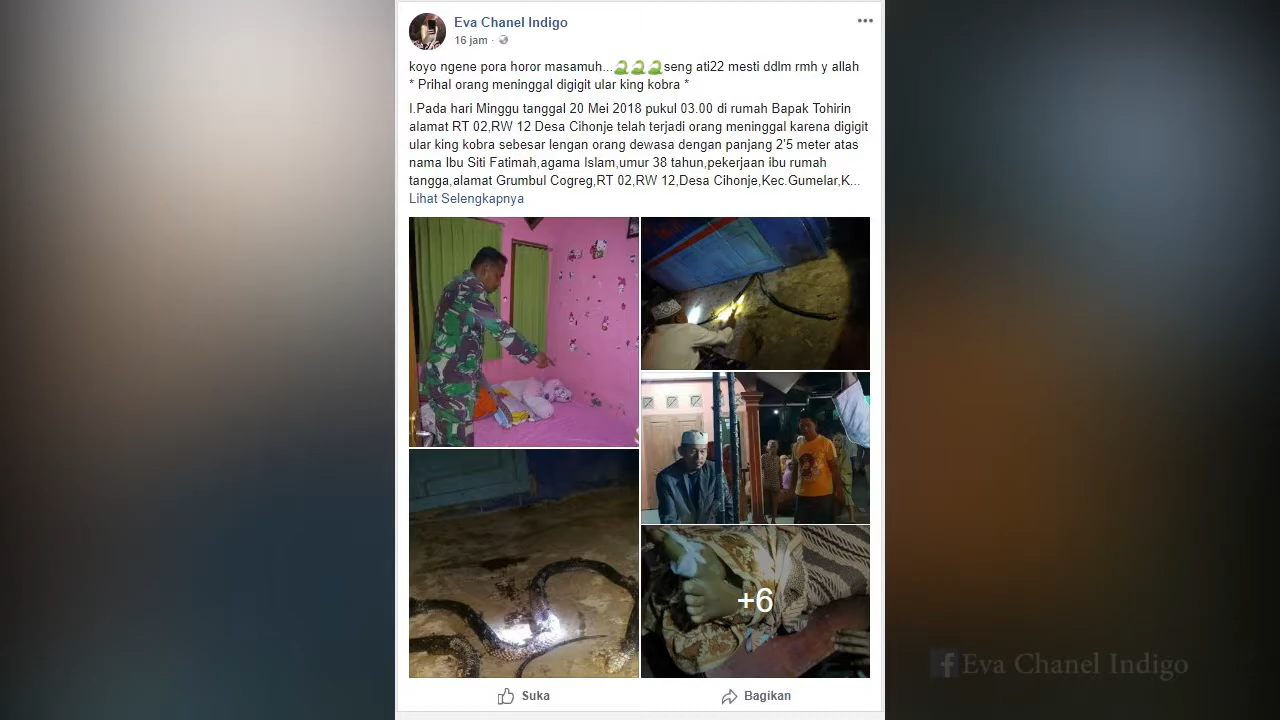 Eva Chanel Indigo
16 jam ·
koyo ngene pora horor masamuh...🐍🐍🐍seng ati22 mesti ddlm rmh y allah
* Prihal orang meninggal digigit ular king kobra *
I.Pada hari Minggu tanggal 20 Mei 2018 pukul 03.00 di rumah Bapak Tohirin
alamat RT 02,RW 12 Desa Cihonje telah terjadi orang meninggal karena digigit
ular king kobra sebesar lengan orang dewasa dengan panjang 2'5 meter atas
nama Ibu Siti Fatimah,agama Islam,umur 38 tahun,pekerjaan ibu rumah
tangga,alamat Grumbul Cogreg,RT 02,RW 12,Desa Cihonje,Kec.Gumelar,K...
Lihat Selengkapnya
+6
Suka
Bagikan
Eva Chanel Indigo